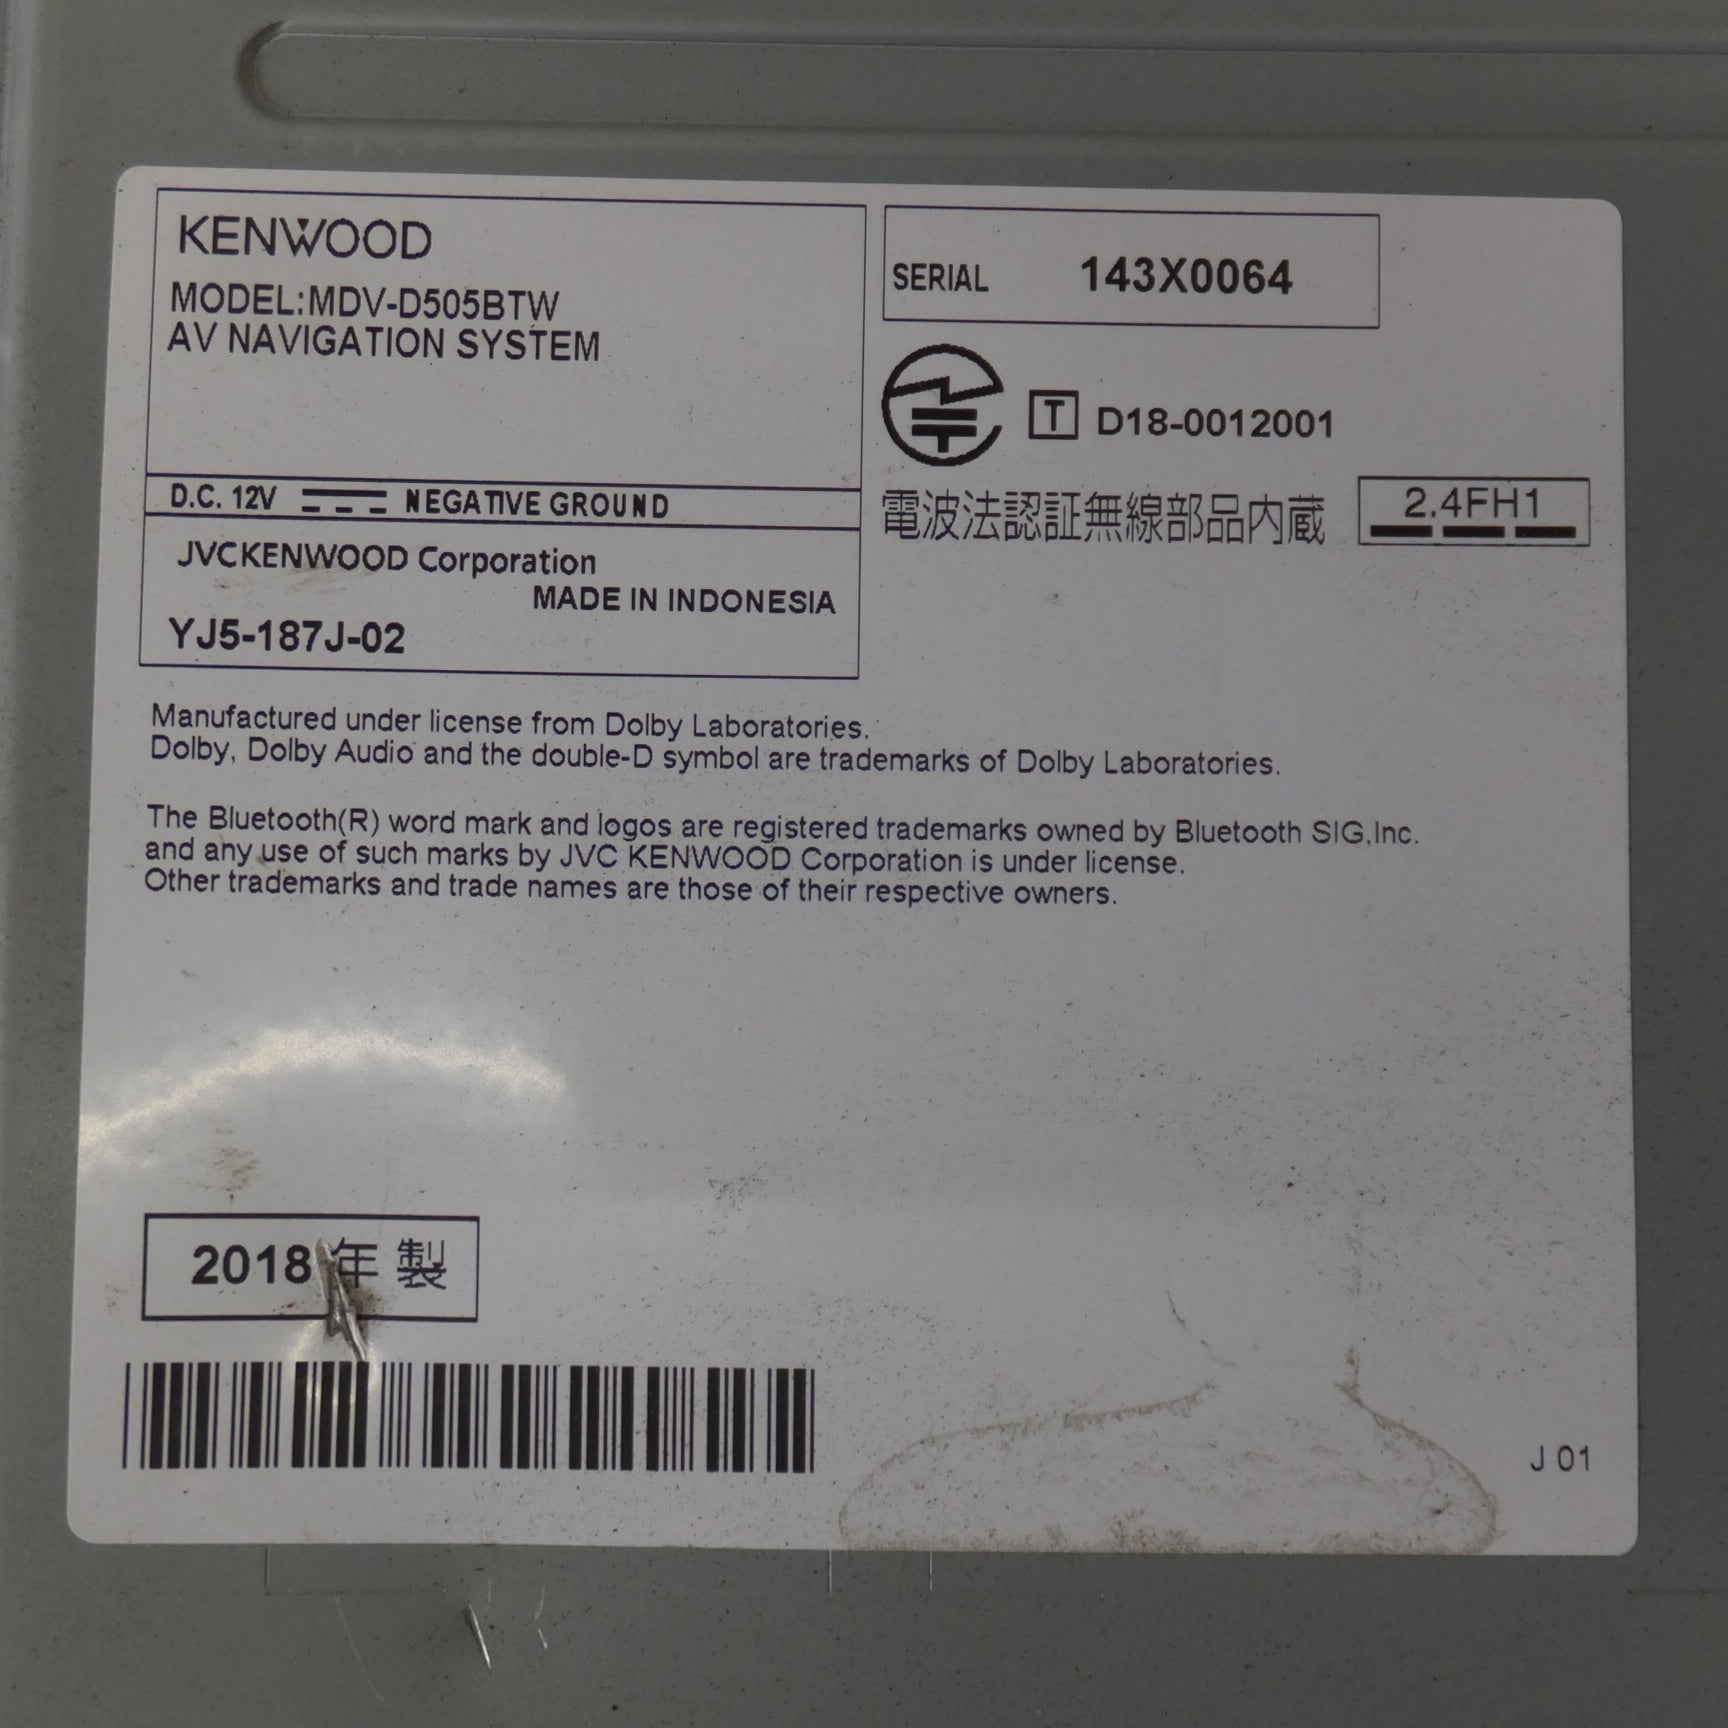 KENWOOD
MODEL:MDV-D505BTW
AV NAVIGATION SYSTEM
D.C. 12V NEGATIVE GROUND
JVCKENWOOD Corporation
MADE IN INDONESIA
YJ5-187J-02
SERIAL 143X0064
T D18-0012001
電波法認証無線部品内蔵 2.4FH1
Manufactured under license from Dolby Laboratories.
Dolby, Dolby Audio and the double-D symbol are trademarks of Dolby Laboratories.
The Bluetooth(R) word mark and logos are registered trademarks owned by Bluetooth SIG,Inc.
and any use of such marks by JVC KENWOOD Corporation is under license.
Other trademarks and trade names are those of their respective owners.
2018年製
J 01